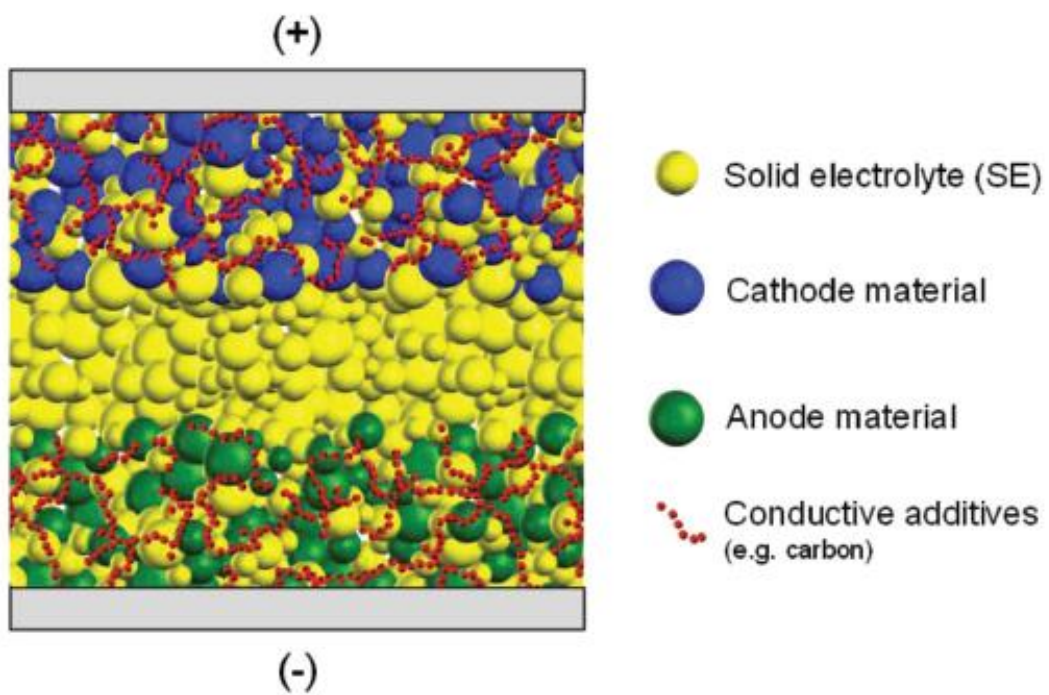 (+)
Solid electrolyte (SE)
Cathode material
Anode material
Conductive additives
(e.g. carbon)
(-)